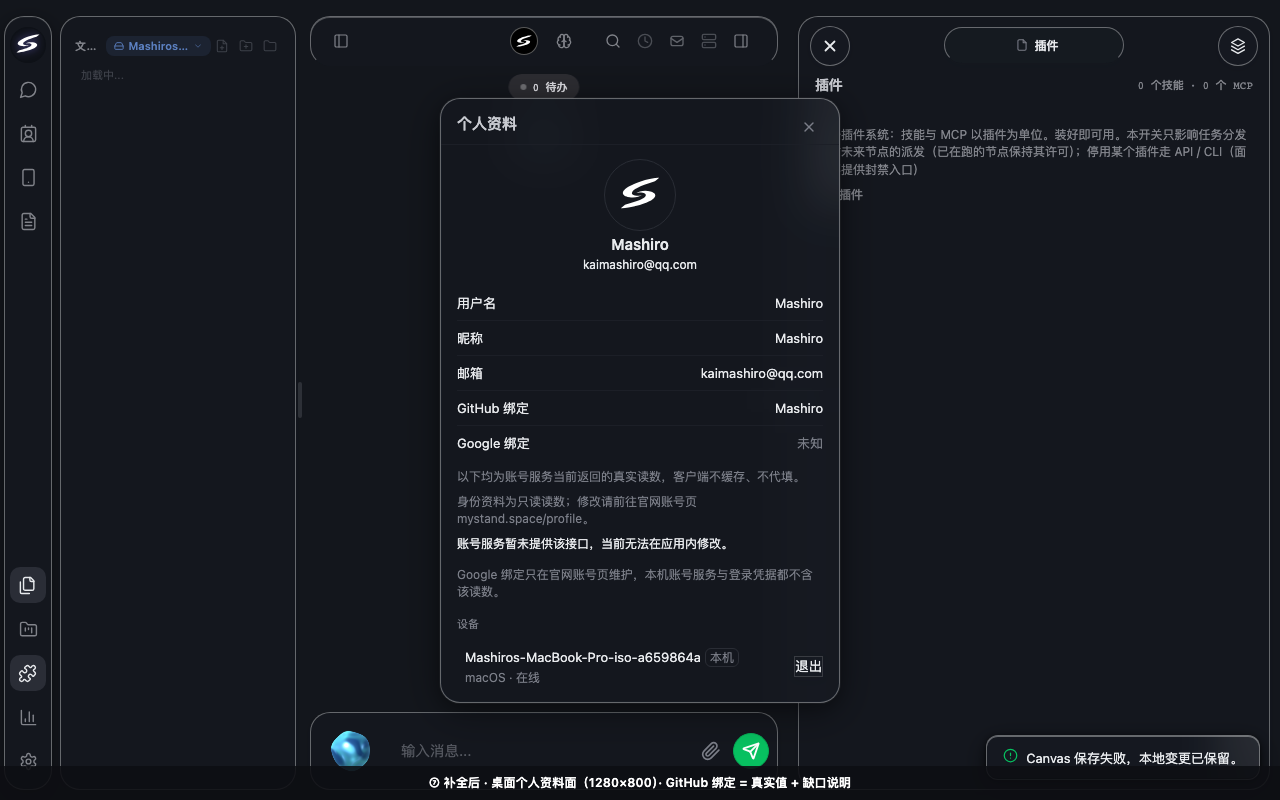 文...
Mashiros...
加载中...
0 待办
插件
插件
0 个技能 · 0 个 MCP
插件系统：技能与 MCP 以插件为单位。装好即可用。本开关只影响任务分发
未来节点的派发（已在跑的节点保持其许可）；停用某个插件走 API / CLI（面
提供封禁入口）
插件
个人资料
Mashiro
kaimashiro@qq.com
用户名 Mashiro
昵称 Mashiro
邮箱 kaimashiro@qq.com
GitHub 绑定 Mashiro
Google 绑定 未知
以下均为账号服务当前返回的真实读数，客户端不缓存、不代填。
身份资料为只读读数；修改请前往官网账号页
mystand.space/profile。
账号服务暂未提供该接口，当前无法在应用内修改。
Google 绑定只在官网账号页维护，本机账号服务与登录凭据都不含
该读数。
设备
Mashiros-MacBook-Pro-iso-a659864a 本机
macOS · 在线
退出
输入消息...
Canvas 保存失败，本地变更已保留。
⑦ 补全后 · 桌面个人资料面（1280×800）· GitHub 绑定 = 真实值 + 缺口说明